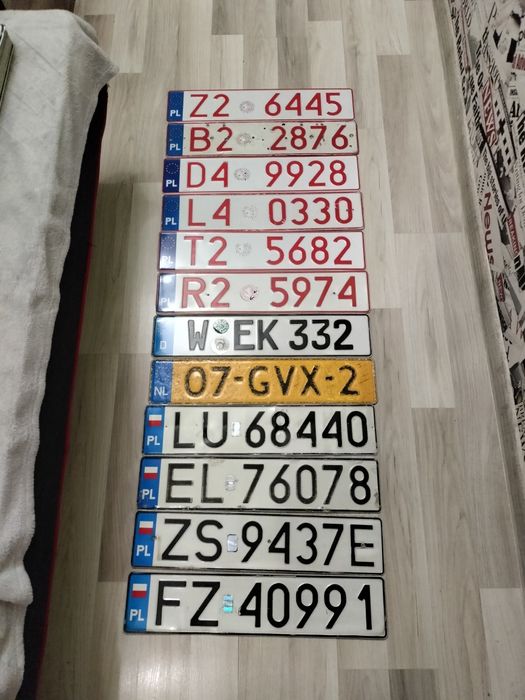 PL Z2 6445
PL B2 2876
PL D4 9928
PL L4 0330
PL T2 5682
PL R2 5974
D W EK 332
NL 07-GVX-2
PL LU 68440
PL EL 76078
PL ZS 9437E
PL FZ 40991
News